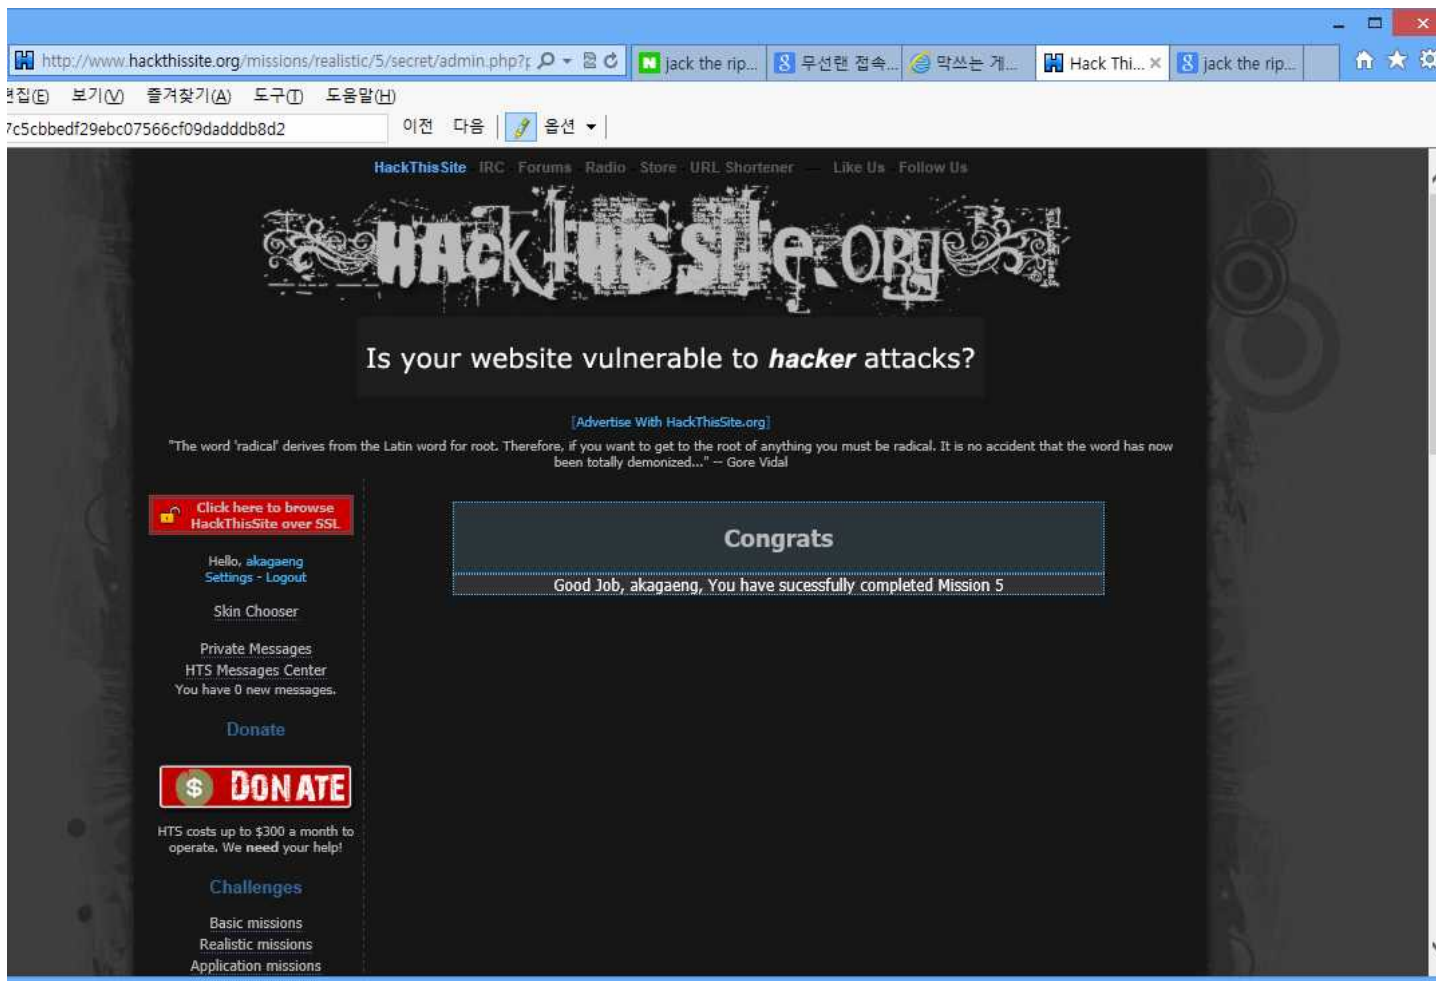 http://www.hackthissite.org/missions/realistic/5/secret/admin.php?p
jack the rip...
무선랜 접속...
막쓰는 게...
Hack Thi...
jack the rip...
편집(E) 보기(V) 즐겨찾기(A) 도구(T) 도움말(H)
7c5cbbedf29ebc07566cf09dadddb8d2 이전 다음 옵션
HackThisSite IRC Forums Radio Store URL Shortener — Like Us Follow Us
HACK THIS SITE.ORG
Is your website vulnerable to hacker attacks?
[Advertise With HackThisSite.org]
"The word 'radical' derives from the Latin word for root. Therefore, if you want to get to the root of anything you must be radical. It is no accident that the word has now
been totally demonized..." -- Gore Vidal
Click here to browse
HackThisSite over SSL
Hello, akagaeng
Settings - Logout
Skin Chooser
Private Messages
HTS Messages Center
You have 0 new messages.
Donate
$ DONATE
HTS costs up to $300 a month to
operate. We need your help!
Challenges
Basic missions
Realistic missions
Application missions
Congrats
Good Job, akagaeng, You have sucessfully completed Mission 5